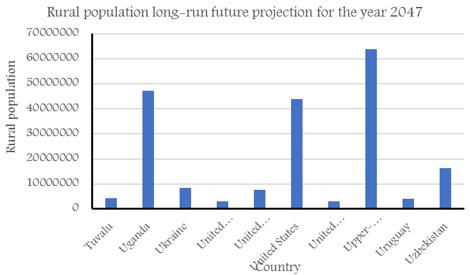 Rural population long-run future projection for the year 2047
Rural population
70000000
60000000
50000000
40000000
30000000
20000000
10000000
0
Tuvalu
Uganda
Ukraine
United...
United...
United States
United...
Upper-...
Uruguay
Uzbekistan
Country